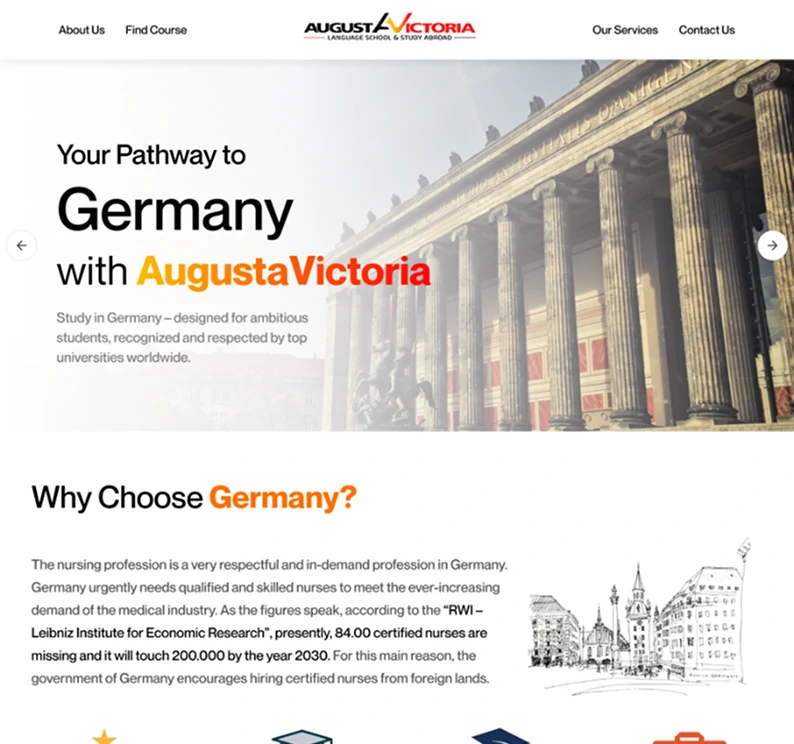 About Us
Find Course
AUGUSTAVICTORIA
LANGUAGE SCHOOL & STUDY ABROAD
Our Services
Contact Us
Your Pathway to
Germany
with AugustaVictoria
Study in Germany – designed for ambitious
students, recognized and respected by top
universities worldwide.
Why Choose Germany?
The nursing profession is a very respectful and in-demand profession in Germany.
Germany urgently needs qualified and skilled nurses to meet the ever-increasing
demand of the medical industry. As the figures speak, according to the “RWI –
Leibniz Institute for Economic Research”, presently, 84.00 certified nurses are
missing and it will touch 200.000 by the year 2030. For this main reason, the
government of Germany encourages hiring certified nurses from foreign lands.